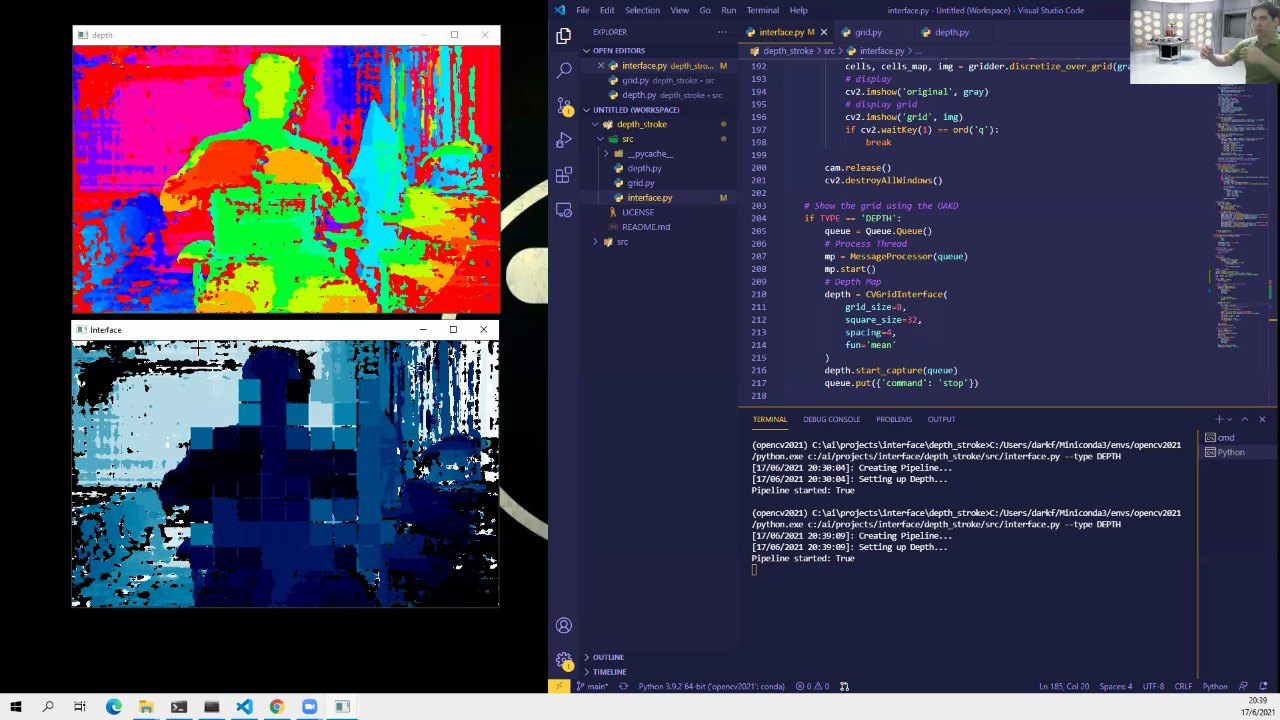 depth
Interface
File Edit Selection View Go Run Terminal Help
interface.py - Untitled (Workspace) - Visual Studio Code
EXPLORER
OPEN EDITORS
interface.py depth_stro... M
grid.py depth_stroke • src
depth.py depth_stroke • src
UNTITLED (WORKSPACE)
depth_stroke
src
__pycache__
depth.py
grid.py
interface.py M
LICENSE
README.md
src
OUTLINE
TIMELINE
interface.py M grid.py depth.py
depth_stroke > src > interface.py > ...
192 cells, cells_map, img = gridder.discretize_over_grid(gra
193 # display
194 cv2.imshow('original', gray)
195 # display grid
196 cv2.imshow('grid', img)
197 if cv2.waitKey(1) == ord('q'):
198 break
199
200 cam.release()
201 cv2.destroyAllWindows()
202
203 # Show the grid using the OAKD
204 if TYPE == 'DEPTH':
205 queue = Queue.Queue()
206 # Process Thread
207 mp = MessageProcessor(queue)
208 mp.start()
209 # Depth Map
210 depth = CVGridInterface(
211 grid_size=8,
212 square_size=32,
213 spacing=4,
214 fun='mean'
215 )
216 depth.start_capture(queue)
217 queue.put({'command': 'stop'})
218
TERMINAL DEBUG CONSOLE PROBLEMS OUTPUT
(opencv2021) C:\ai\projects\interface\depth_stroke>C:/Users/darkf/Miniconda3/envs/opencv2021
/python.exe c:/ai/projects/interface/depth_stroke/src/interface.py --type DEPTH
[17/06/2021 20:30:04]: Creating Pipeline...
[17/06/2021 20:30:04]: Setting up Depth...
Pipeline started: True
(opencv2021) C:\ai\projects\interface\depth_stroke>C:/Users/darkf/Miniconda3/envs/opencv2021
/python.exe c:/ai/projects/interface/depth_stroke/src/interface.py --type DEPTH
[17/06/2021 20:39:09]: Creating Pipeline...
[17/06/2021 20:39:09]: Setting up Depth...
Pipeline started: True
cmd
Python
main* Python 3.9.2 64-bit ('opencv2021': conda) 0 0 Ln 185, Col 20 Spaces: 4 UTF-8 CRLF Python
20:39
17/6/2021